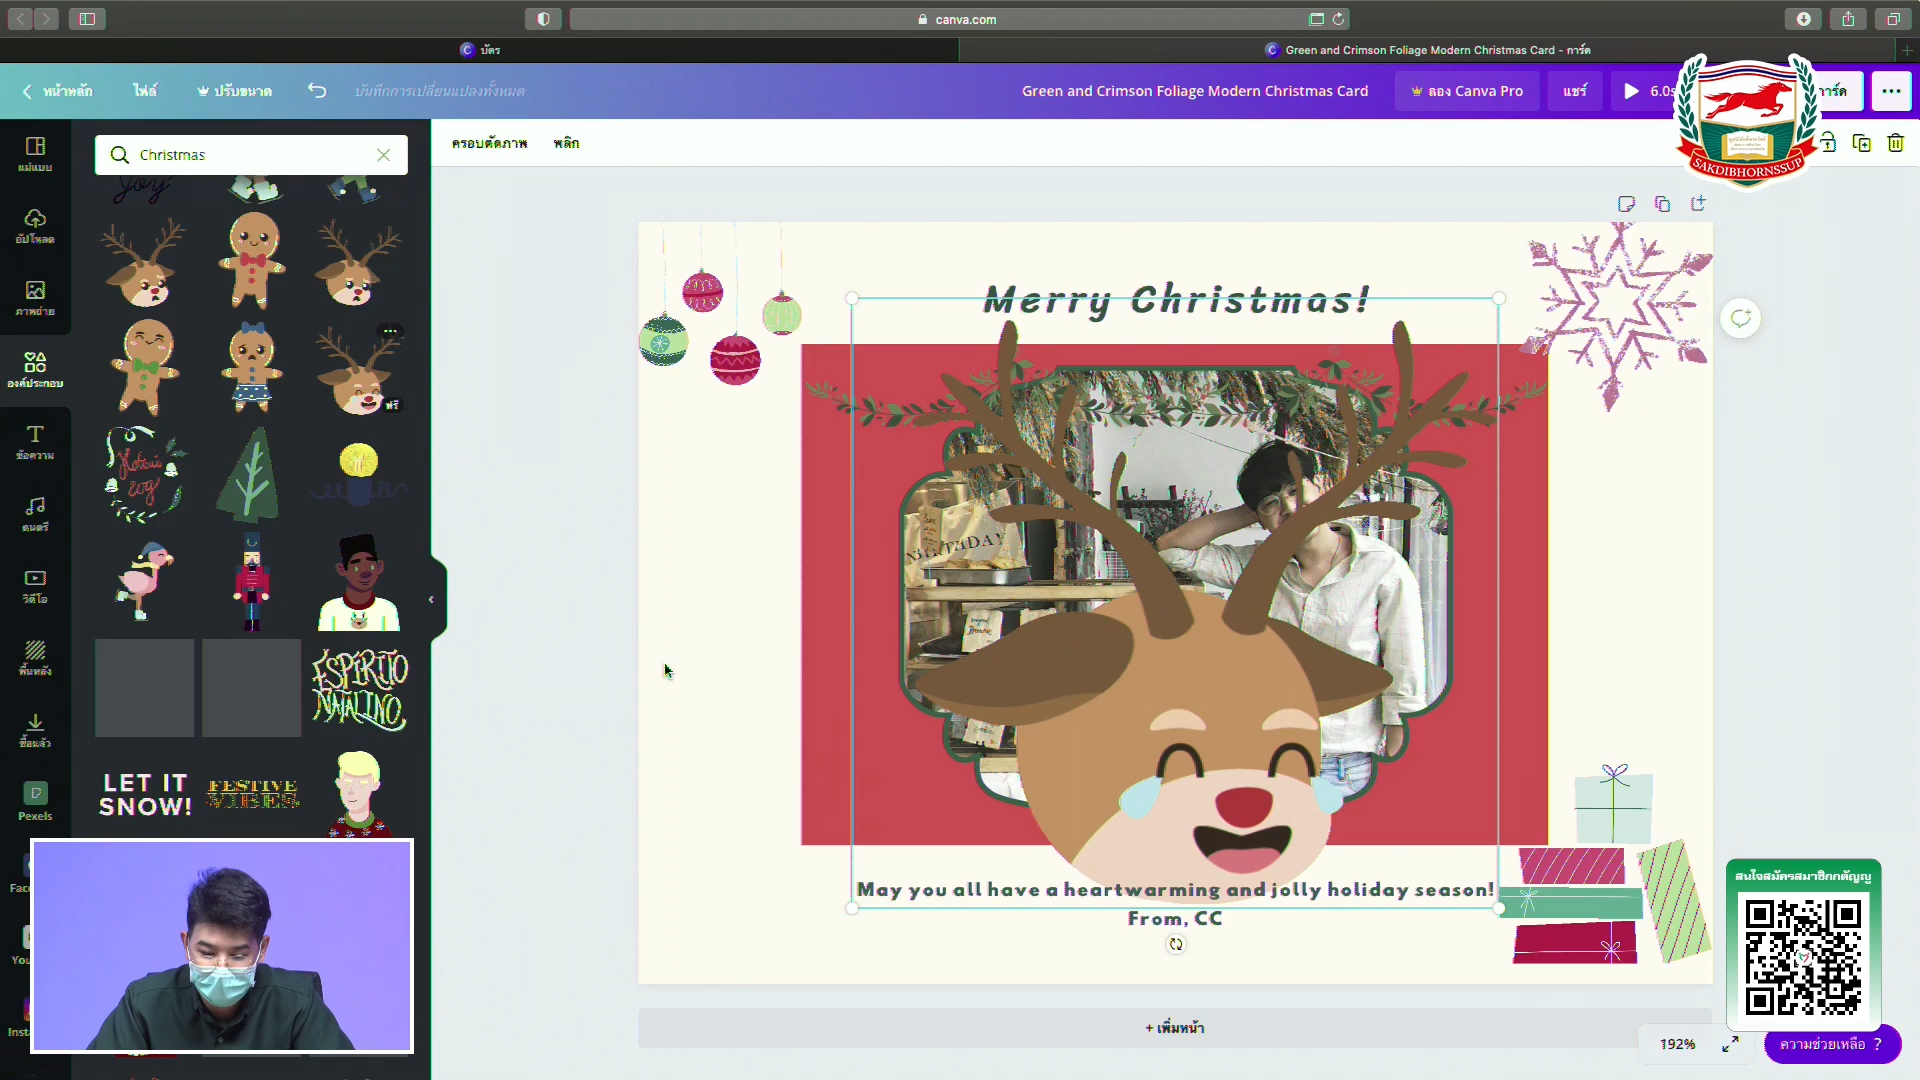 canva.com
บัตร
Green and Crimson Foliage Modern Christmas Card - การ์ด
หน้าหลัก
ไฟล์
ปรับขนาด
บันทึกการเปลี่ยนแปลงทั้งหมด
Green and Crimson Foliage Modern Christmas Card
ลอง Canva Pro
แชร์
6.0s
SAKDIBHORNSSUP
Christmas
ครอบตัดภาพ
พลิก
แม่แบบ
อัปโหลด
ภาพถ่าย
องค์ประกอบ
ข้อความ
ดนตรี
วิดีโอ
พื้นหลัง
ซื้อแล้ว
Pexels
Joy
ฟรี
ESPÍRITO
NATALINO
LET IT
SNOW!
FESTIVE
VIBES
Merry Christmas!
BIRTHDAY
May you all have a heartwarming and jolly holiday season!
From, CC
+ เพิ่มหน้า
สนใจสมัครสมาชิกกตัญญู
192%
ความช่วยเหลือ ?